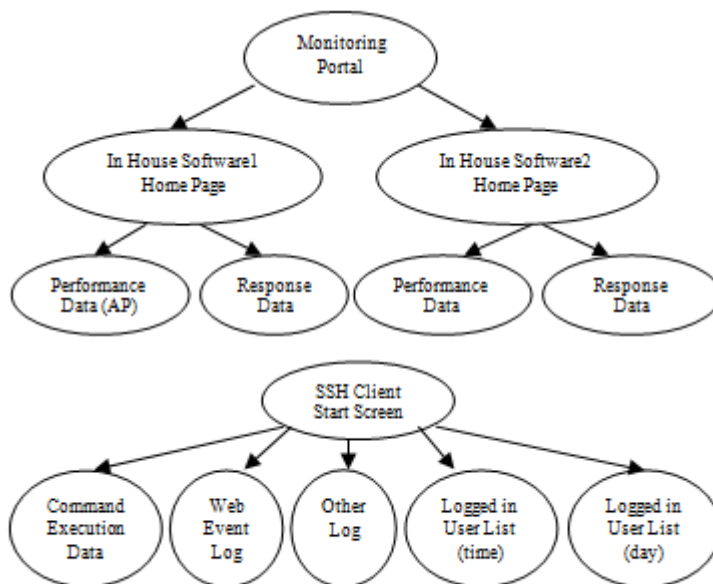 Monitoring
Portal
In House Software1
Home Page
In House Software2
Home Page
Performance
Data (AP)
Response
Data
Performance
Data
Response
Data
SSH Client
Start Screen
Command
Execution
Data
Web
Event
Log
Other
Log
Logged in
User List
(time)
Logged in
User List
(day)